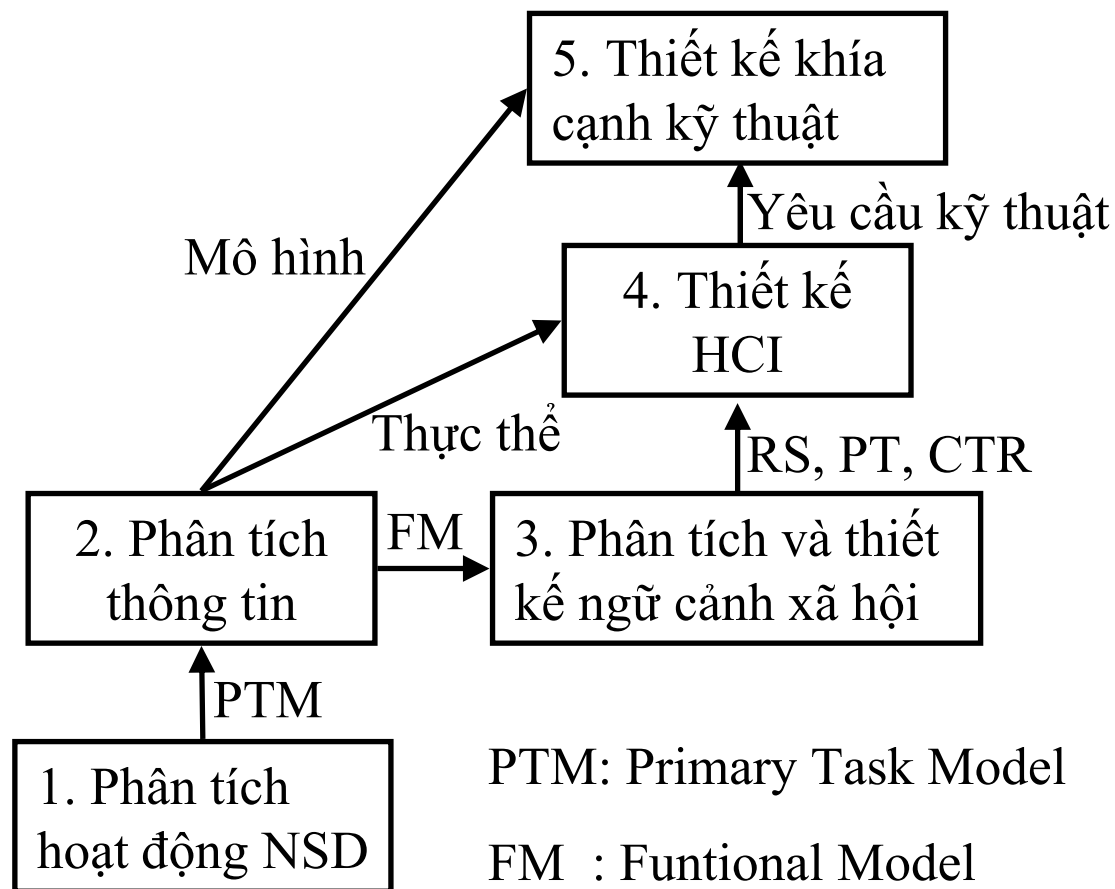 5. Thiết kế khía
cạnh kỹ thuật
Yêu cầu kỹ thuật
Mô hình
4. Thiết kế
HCI
Thực thể
RS, PT, CTR
2. Phân tích
thông tin
FM
3. Phân tích và thiết
kế ngữ cảnh xã hội
PTM
1. Phân tích
hoạt động NSD
PTM: Primary Task Model
FM : Funtional Model